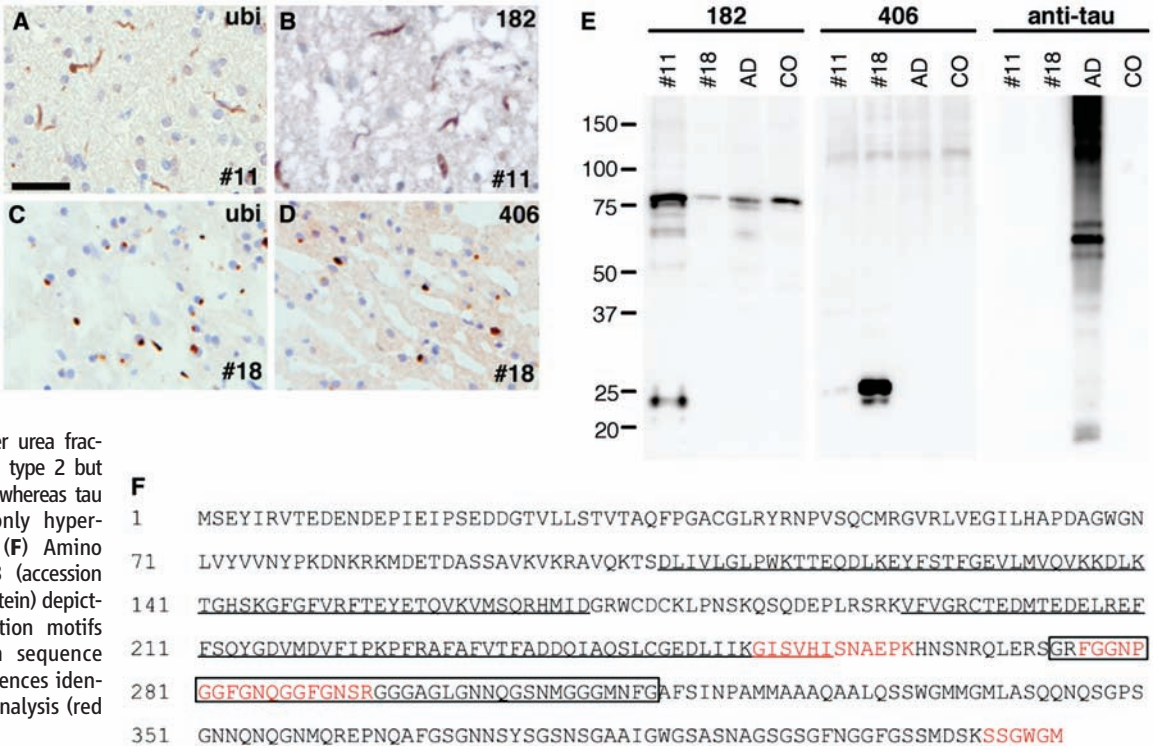 A
ubi
#11
B
182
#11
C
ubi
#18
D
406
#18
E
182 406 anti-tau
#11 #18 AD CO #11 #18 AD CO #11 #18 AD CO
150
100
75
50
37
25
20
er urea frac-
type 2 but
whereas tau
only hyper-
(F) Amino
3 (accession
tein) depict-
tion motifs
n sequence
ences iden-
nalysis (red
F
1 MSEYIRVTEDENDEPIEIPSEDDGTVLLSTVTAQFPGACGLRYRNPVSQCMRGVRLVEGILHAPDAGWGN
71 LVYVVNYPKDNKRKMDETDASSAVKVKRAVQKTSDLIVLGLPWKTTEQDLKEYFSTFGEVLMVQVKKDLK
141 TGHSKGFGFVRFTEYETQVKVMSQRHMIDGRWCDCKLPNSKQSQDEPLRSRKVFVGRCTEDMTEDELREF
211 FSQYGDVMDVFIPKPFRAFAFVTFADDQIAQSLCGEDLIIKGISVHISNAEPKHNSNRQLERSGRFGGNP
281 GGFGNQGGFGNSRGGGAGLGNNQGSNMGGGMNFGAFSINPAMMAAAQAALQSSWGMMGMLASQQNQSGPS
351 GNNQNQGNMQREPNQAFGSGNNSYSGSNSGAAIGWGSASNAGSGSGFNGGFGSSMDSKSSGWGM